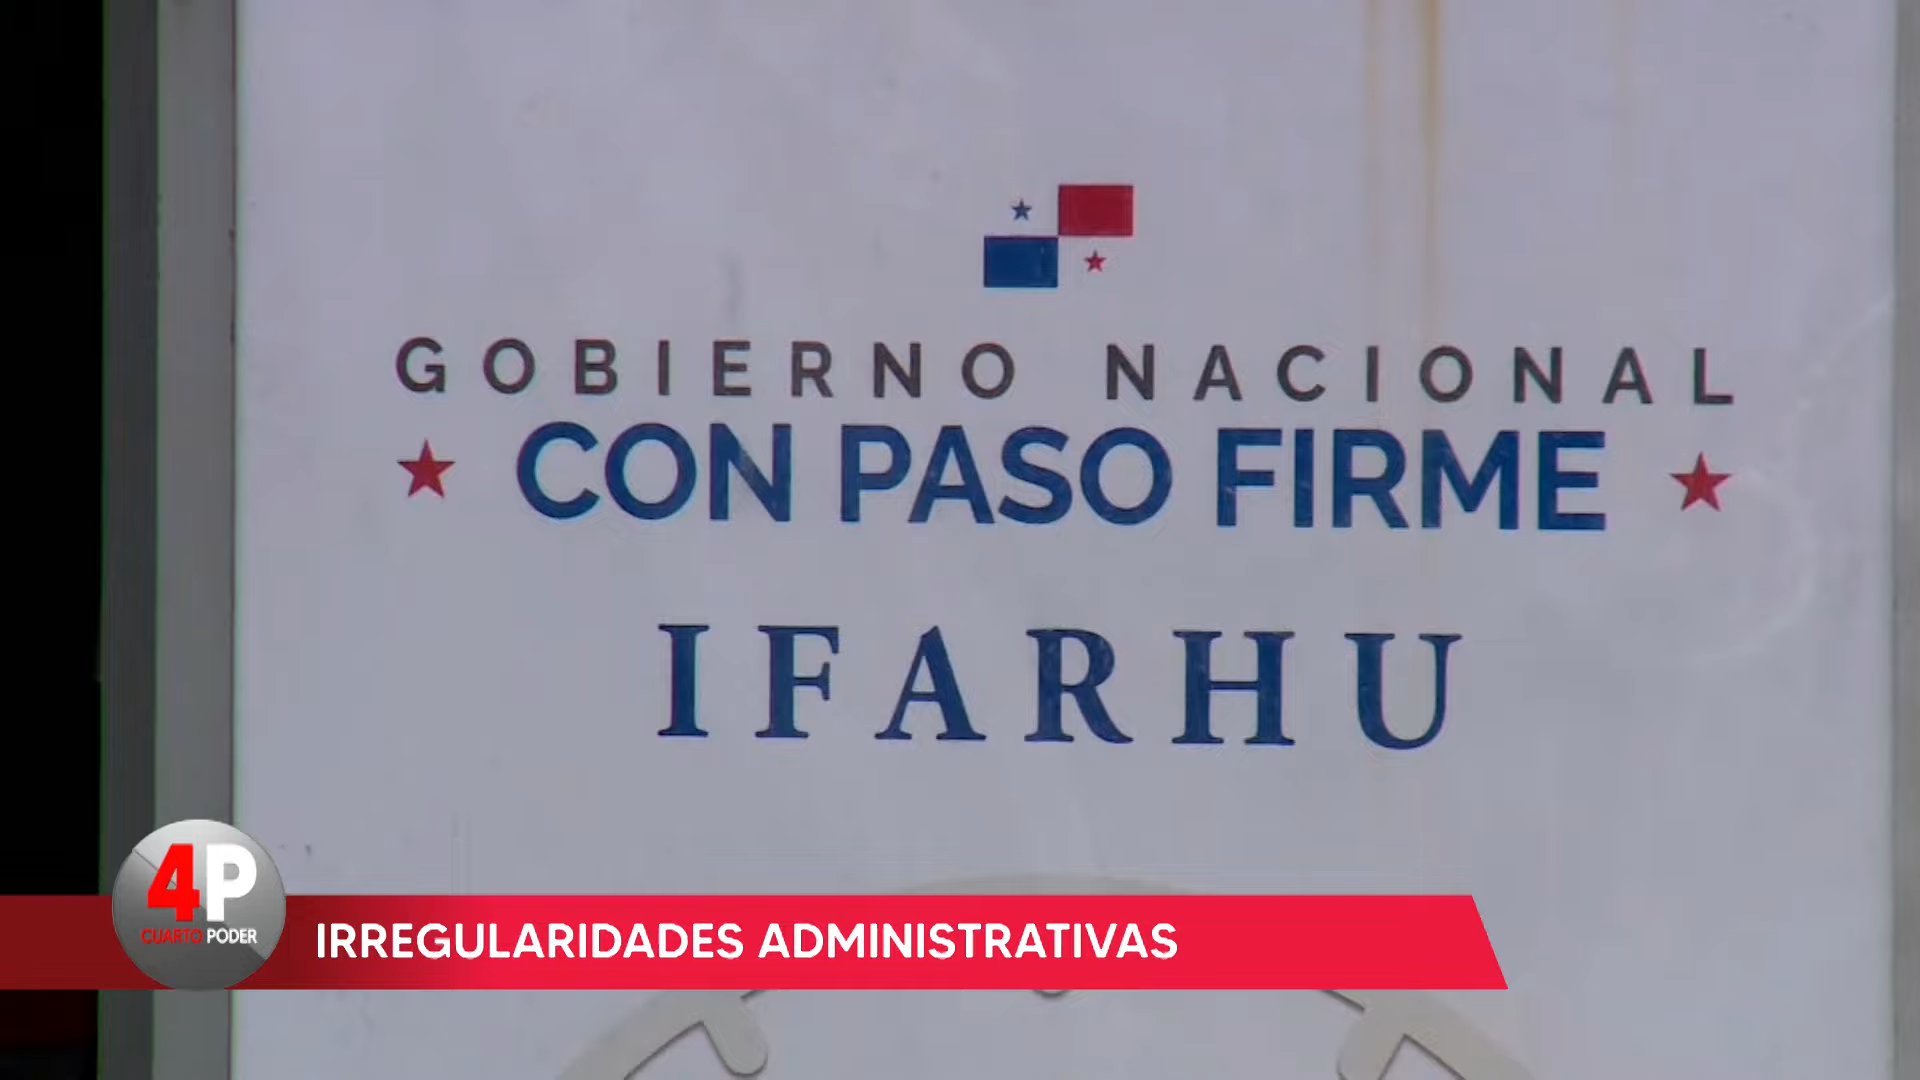 GOBIERNO NACIONAL
CON PASO FIRME
IFARHU
4P
CUARTO PODER
IRREGULARIDADES ADMINISTRATIVAS